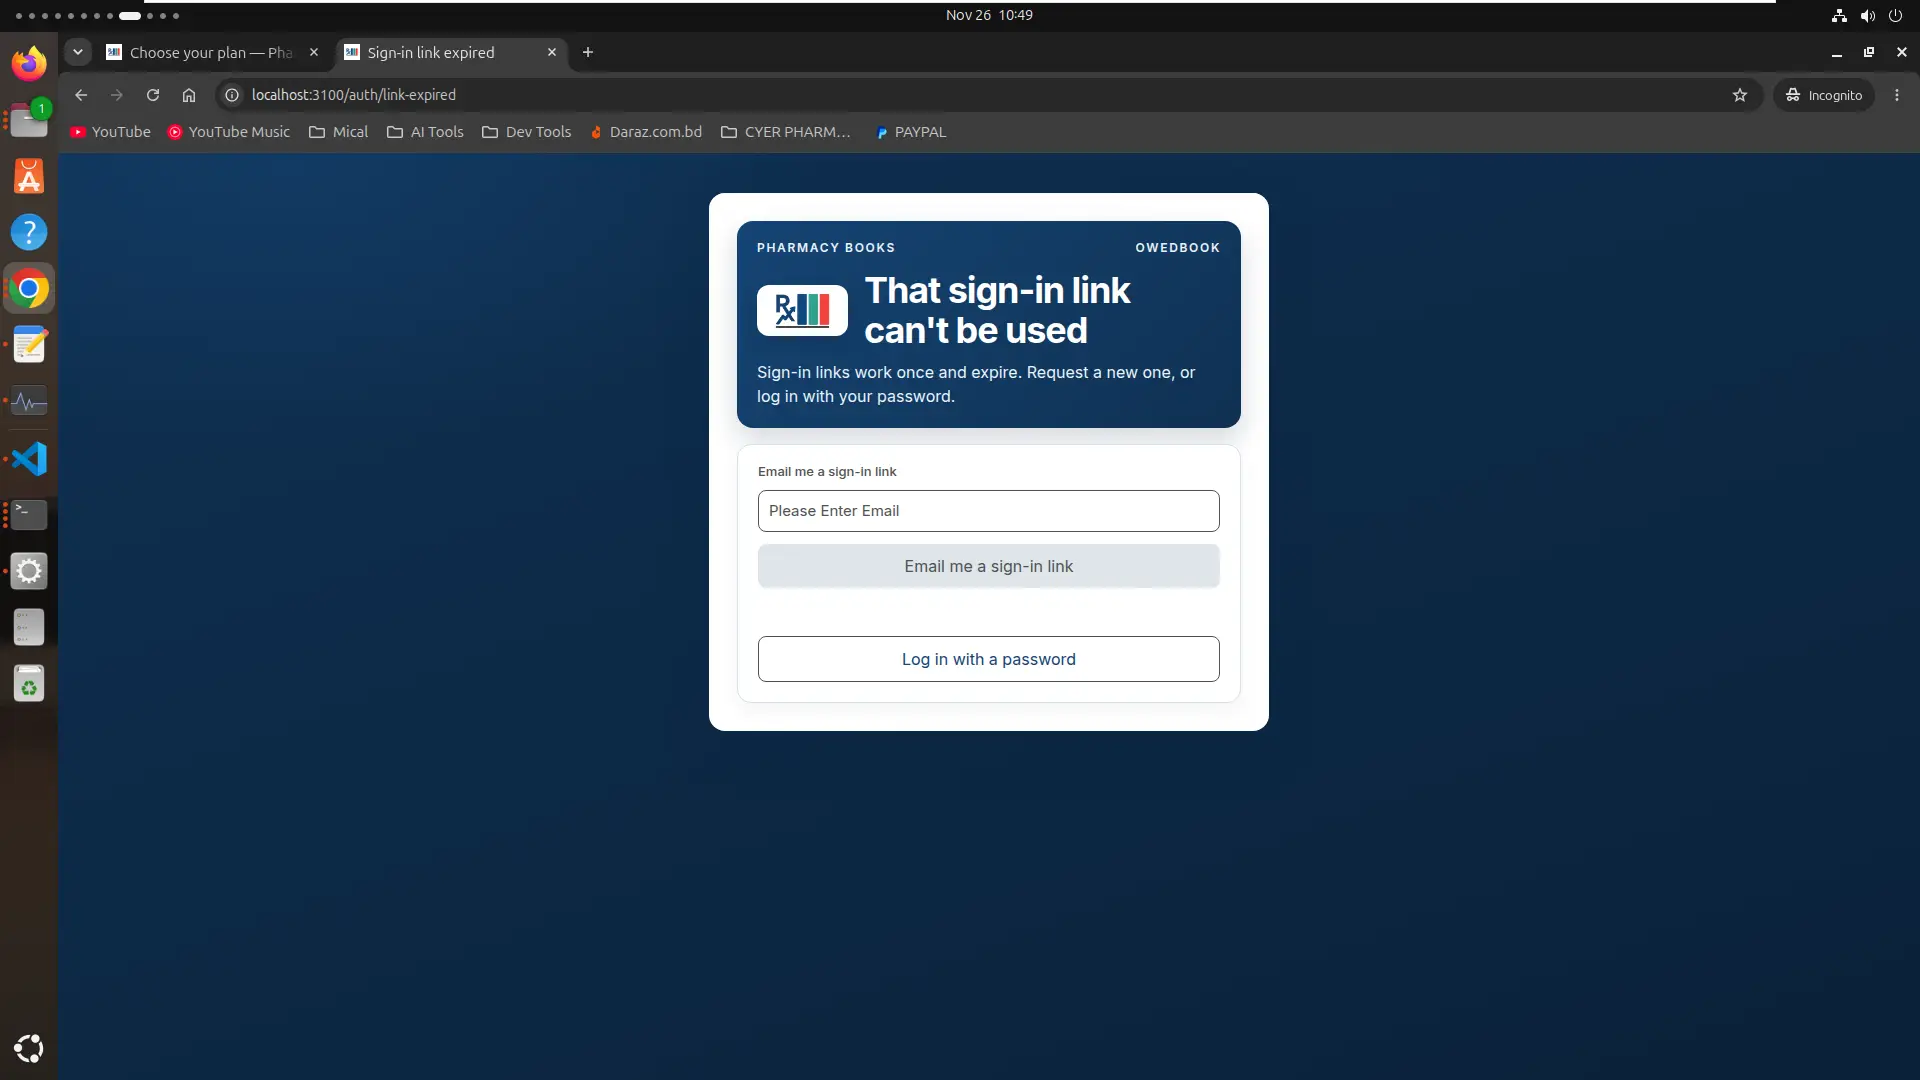 Nov 26 10:49
Choose your plan — Pha
Sign-in link expired
localhost:3100/auth/link-expired
Incognito
YouTube
YouTube Music
Mical
AI Tools
Dev Tools
Daraz.com.bd
CYER PHARM...
PAYPAL
1
PHARMACY BOOKS
OWEDBOOK
That sign-in link
can't be used
Sign-in links work once and expire. Request a new one, or
log in with your password.
Email me a sign-in link
Please Enter Email
Email me a sign-in link
Log in with a password